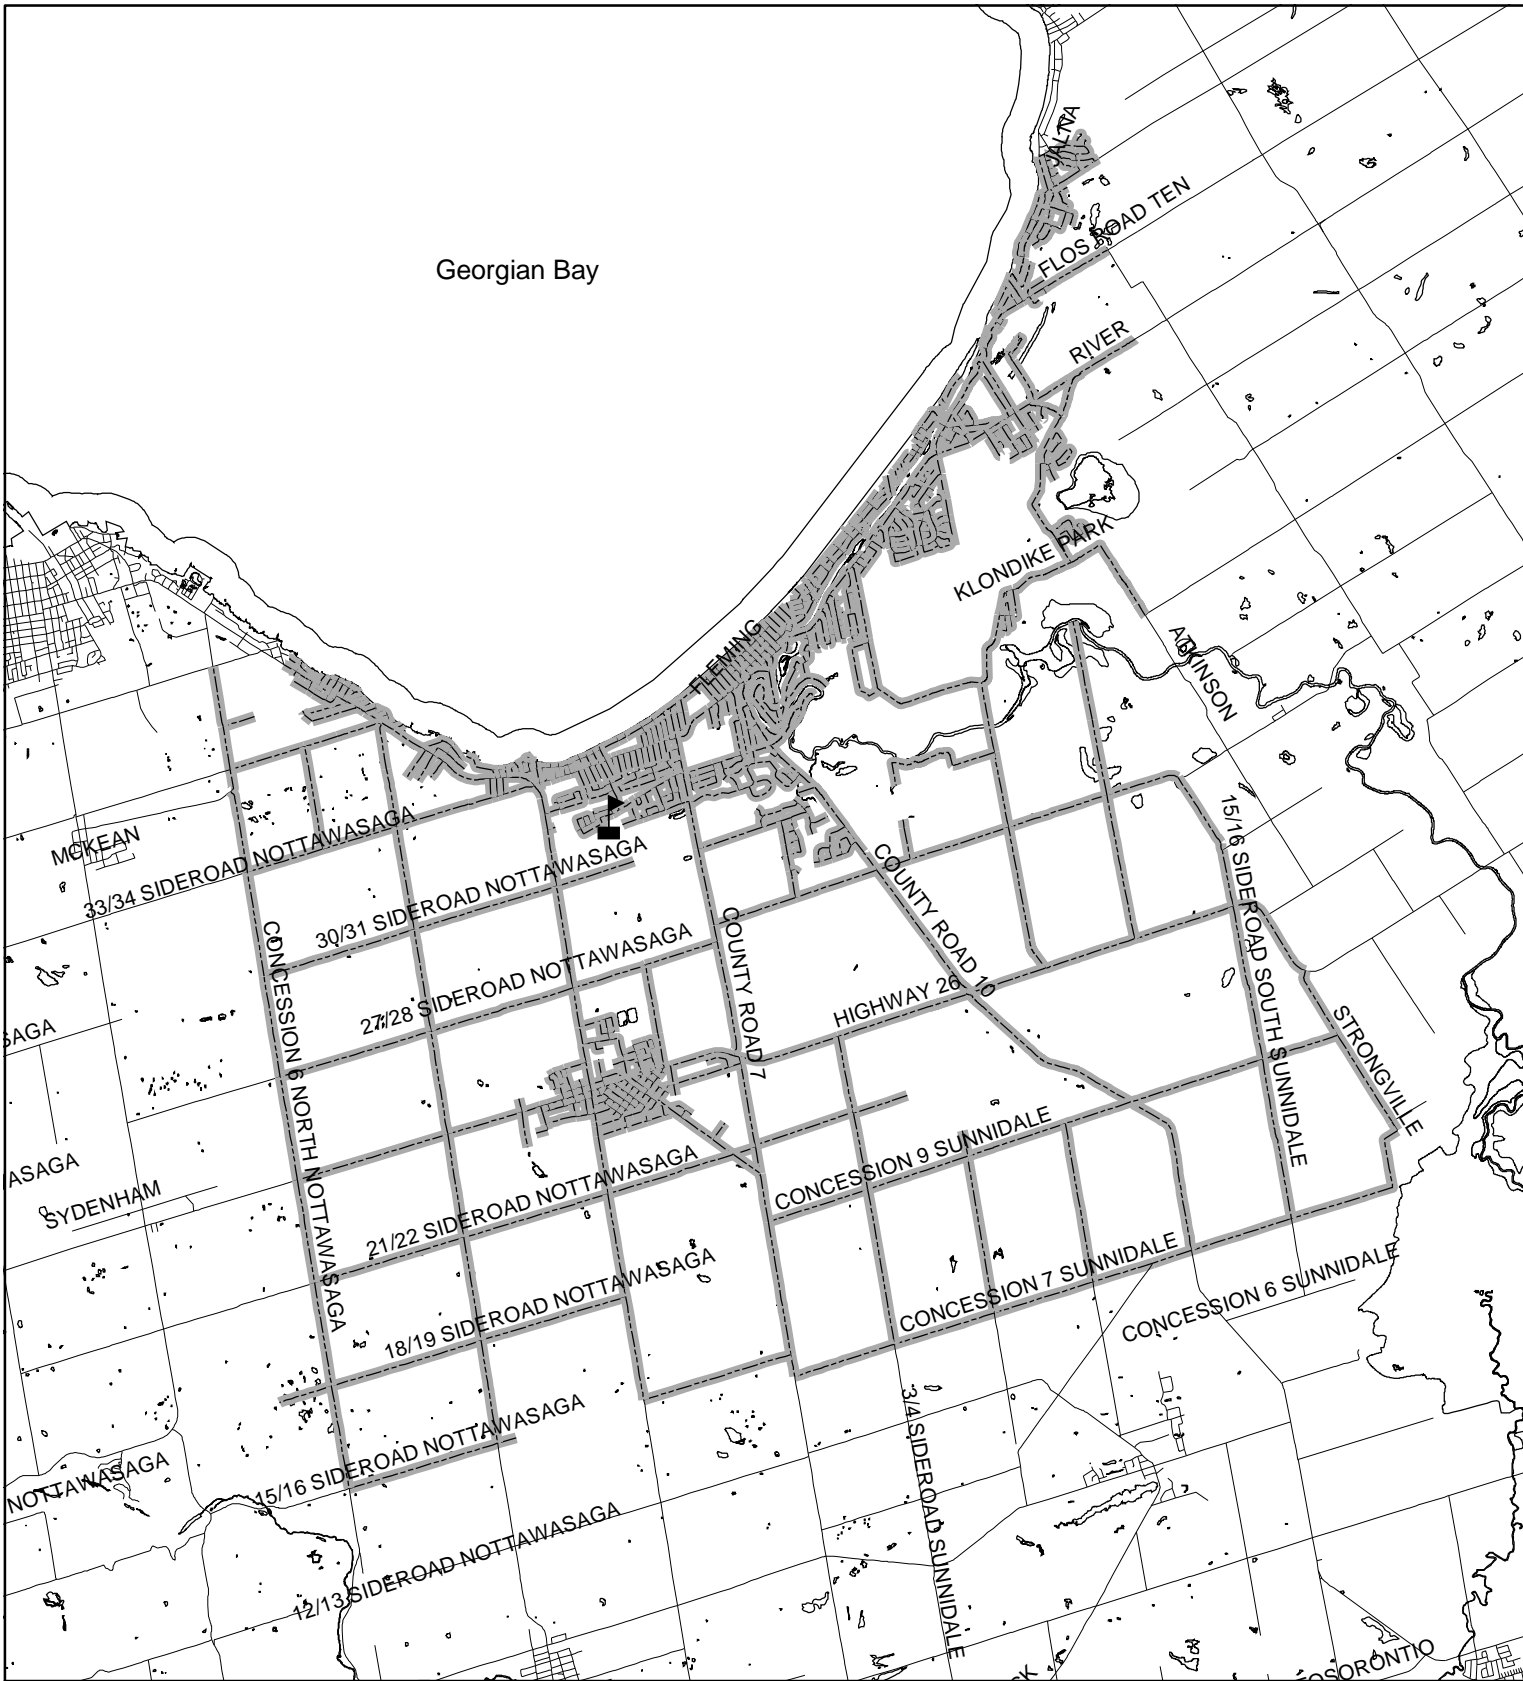 JALNA
FLOS ROAD TEN
Georgian Bay
RIVER
KLONDIKE PARK
FLEMING
ATKINSON
MCKEAN
33/34 SIDEROAD NOTTAWASAGA
30/31 SIDEROAD NOTTAWASAGA
15/16 SIDEROAD SOUTH SUNNIDALE
COUNTY ROAD 10
COUNTY ROAD 7
CONCESSION 6 NORTH NOTTAWASAGA
27/28 SIDEROAD NOTTAWASAGA
HIGHWAY 26
STRONGVILLE
SAGA
CONCESSION 9 SUNNIDALE
ASAGA
SYDENHAM
21/22 SIDEROAD NOTTAWASAGA
18/19 SIDEROAD NOTTAWASAGA
CONCESSION 7 SUNNIDALE
CONCESSION 6 SUNNIDALE
3/4 SIDEROAD SUNNIDALE
NOTTAWASAGA
15/16 SIDEROAD NOTTAWASAGA
12/13 SIDEROAD NOTTAWASAGA
OSORONTIO